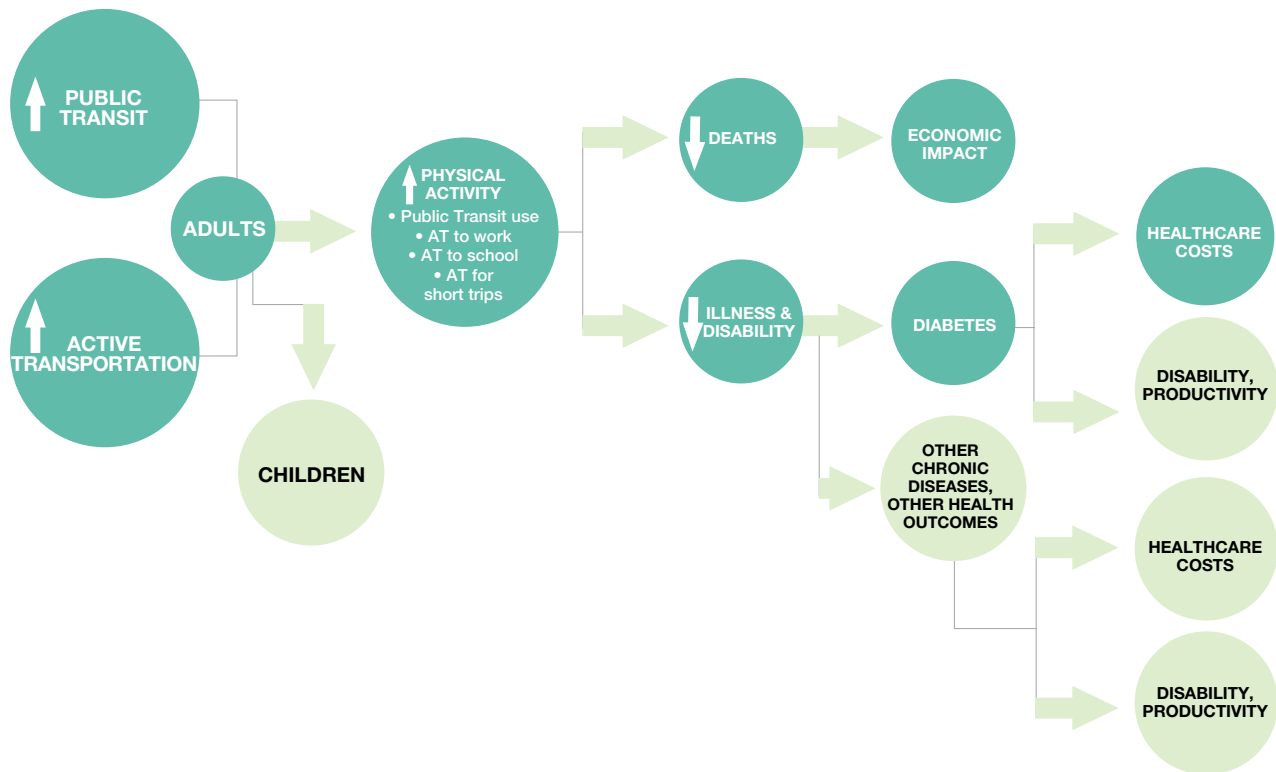 PUBLIC
TRANSIT
ADULTS
ACTIVE
TRANSPORTATION
CHILDREN
PHYSICAL
ACTIVITY
• Public Transit use
• AT to work
• AT to school
• AT for
short trips
DEATHS
ECONOMIC
IMPACT
ILLNESS &
DISABILITY
DIABETES
HEALTHCARE
COSTS
DISABILITY,
PRODUCTIVITY
OTHER
CHRONIC
DISEASES,
OTHER HEALTH
OUTCOMES
HEALTHCARE
COSTS
DISABILITY,
PRODUCTIVITY